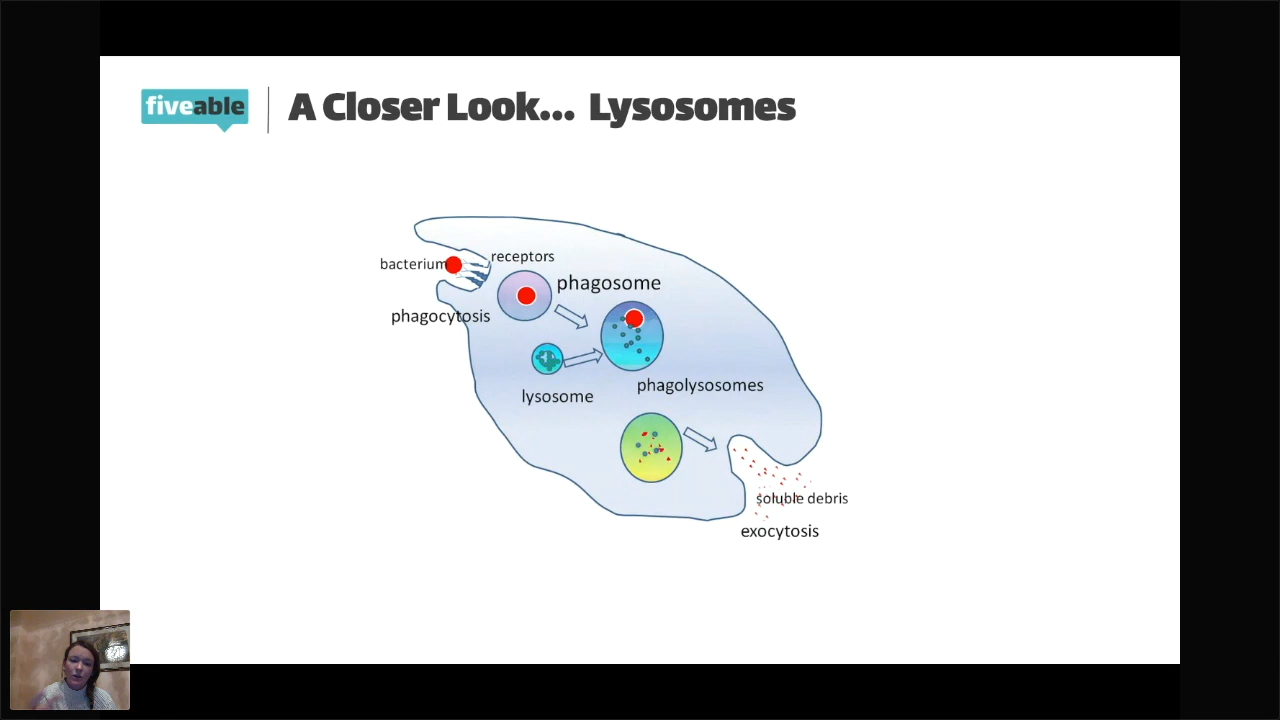 fiveable
A Closer Look... Lysosomes
bacterium
receptors
phagosome
phagocytosis
lysosome
phagolysosomes
soluble debris
exocytosis